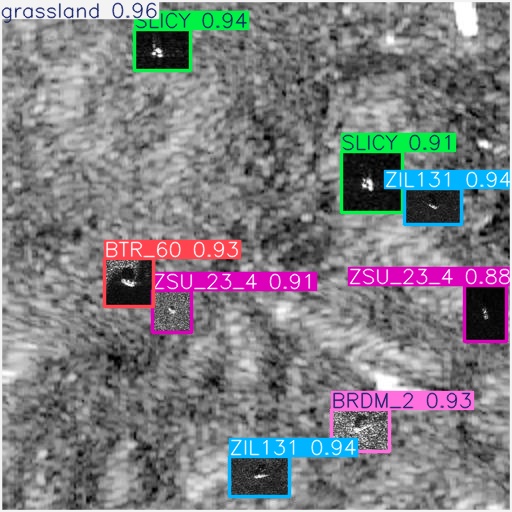 grassland 0.96
SLICY 0.94
SLICY 0.91
ZIL131 0.94
BTR_60 0.93
ZSU_23_4 0.91
ZSU_23_4 0.88
BRDM_2 0.93
ZIL131 0.94